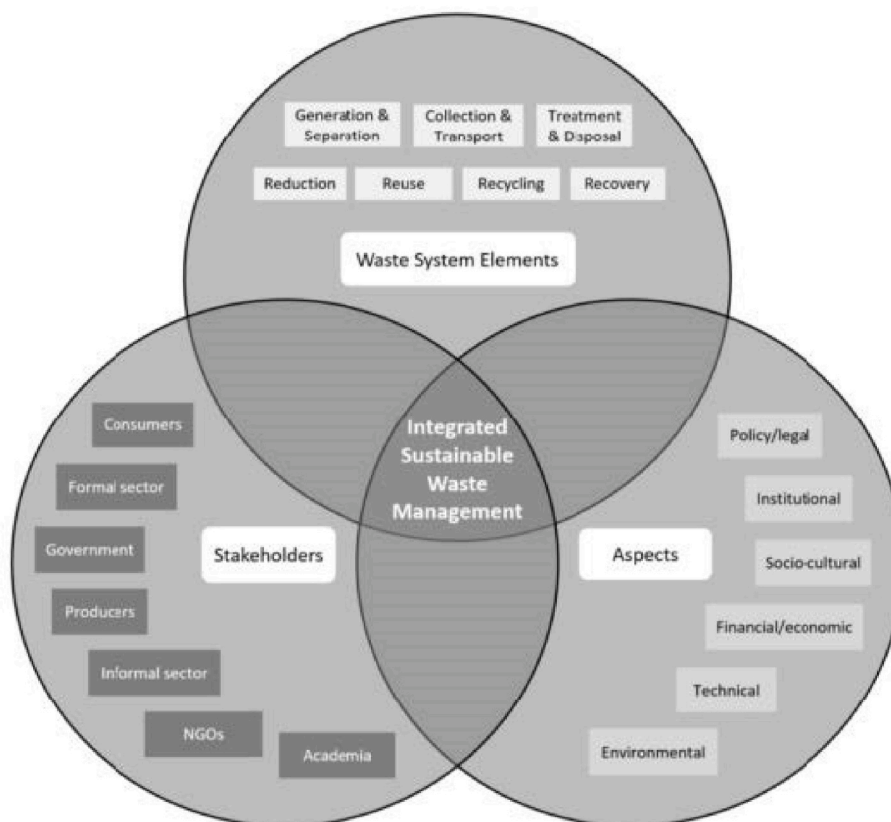 Generation &
Separation
Collection &
Transport
Treatment
& Disposal
Reduction
Reuse
Recycling
Recovery
Waste System Elements
Integrated
Sustainable
Waste
Management
Stakeholders
Consumers
Formal sector
Government
Producers
Informal sector
NGOs
Academia
Aspects
Policy/legal
Institutional
Socio-cultural
Financial/economic
Technical
Environmental